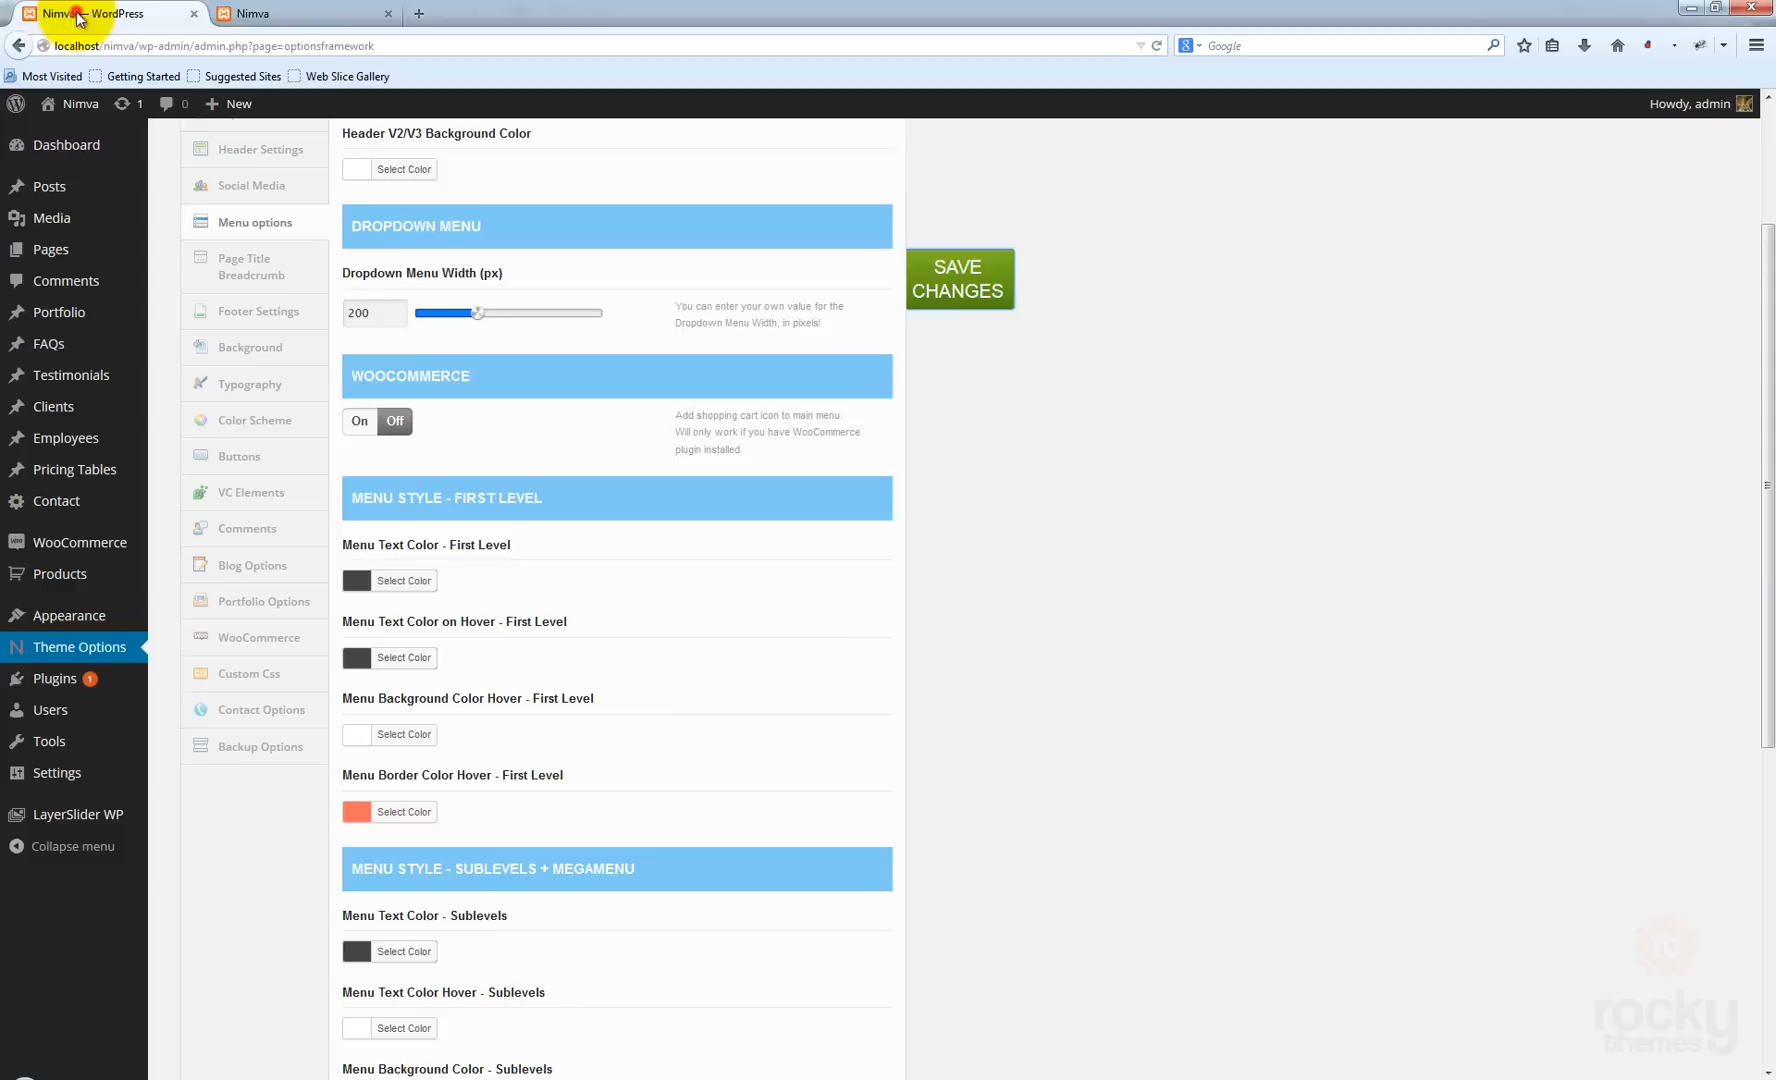 Nimva — WordPress
Nimva
localhost/nimva/wp-admin/admin.php?page=optionsframework
Google
Most Visited
Getting Started
Suggested Sites
Web Slice Gallery
Nimva
1
0
New
Howdy, admin
Dashboard
Posts
Media
Pages
Comments
Portfolio
FAQs
Testimonials
Clients
Employees
Pricing Tables
Contact
WooCommerce
Products
Appearance
Theme Options
Plugins 1
Users
Tools
Settings
LayerSlider WP
Collapse menu
Header Settings
Social Media
Menu options
Page Title
Breadcrumb
Footer Settings
Background
Typography
Color Scheme
Buttons
VC Elements
Comments
Blog Options
Portfolio Options
WooCommerce
Custom Css
Contact Options
Backup Options
Header V2/V3 Background Color
Select Color
DROPDOWN MENU
Dropdown Menu Width (px)
200
You can enter your own value for the
Dropdown Menu Width, in pixels!
WOOCOMMERCE
On Off
Add shopping cart icon to main menu.
Will only work if you have WooCommerce
plugin installed.
MENU STYLE - FIRST LEVEL
Menu Text Color - First Level
Select Color
Menu Text Color on Hover - First Level
Select Color
Menu Background Color Hover - First Level
Select Color
Menu Border Color Hover - First Level
Select Color
MENU STYLE - SUBLEVELS + MEGAMENU
Menu Text Color - Sublevels
Select Color
Menu Text Color Hover - Sublevels
Select Color
Menu Background Color - Sublevels
SAVE
CHANGES
rocky
themes